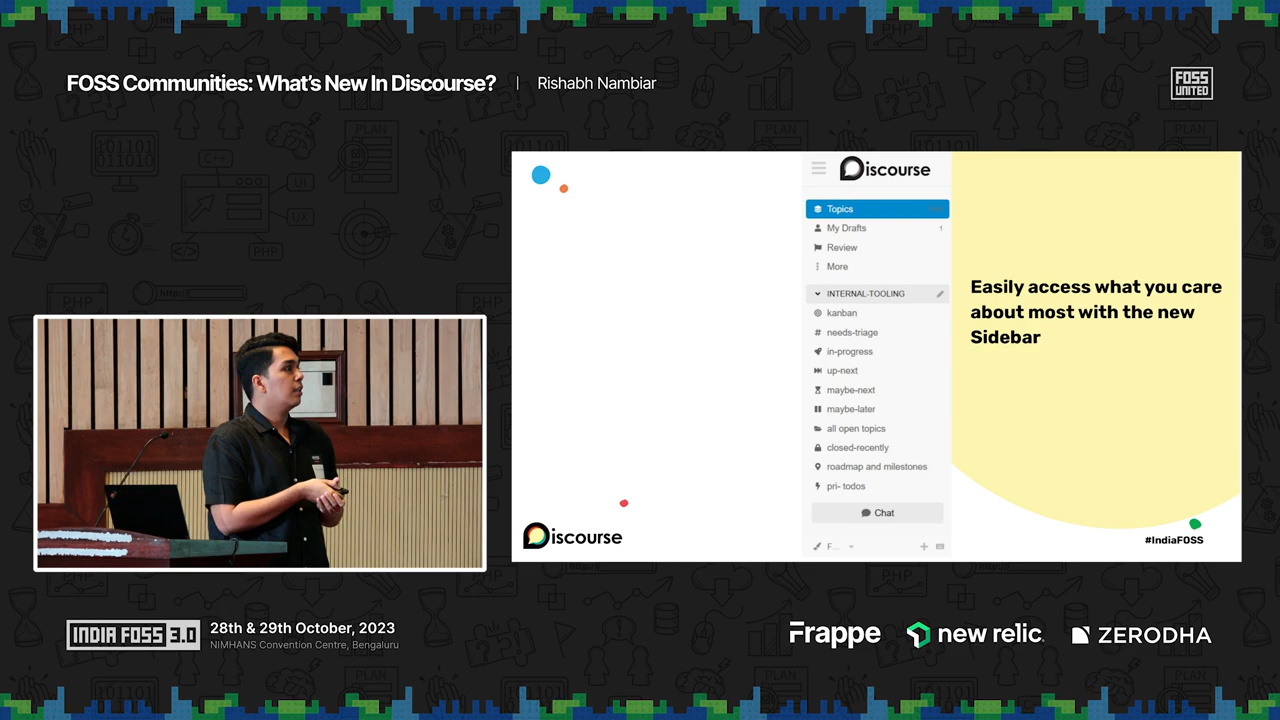 FOSS Communities: What's New In Discourse? | Rishabh Nambiar
FOSS
UNITED
Discourse
Topics
My Drafts 1
Review
More
INTERNAL-TOOLING
kanban
needs-triage
in-progress
up-next
maybe-next
maybe-later
all open topics
closed-recently
roadmap and milestones
pri- todos
Chat
F...
Easily access what you care
about most with the new
Sidebar
Discourse
#IndiaFOSS
INDIA FOSS 3.0
28th & 29th October, 2023
NIMHANS Convention Centre, Bengaluru
Frappe
new relic
ZERODHA